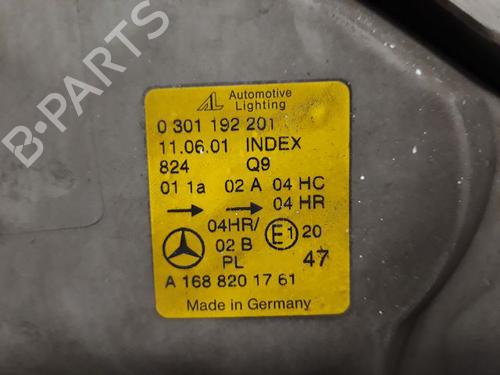 Automotive
Lighting
0 301 192 201
11.06.01 INDEX
824 Q9
01 1a 02 A 04 HC
04 HR
04HR/
02 B E1 20
PL 47
A 168 820 17 61
Made in Germany
B-PARTS